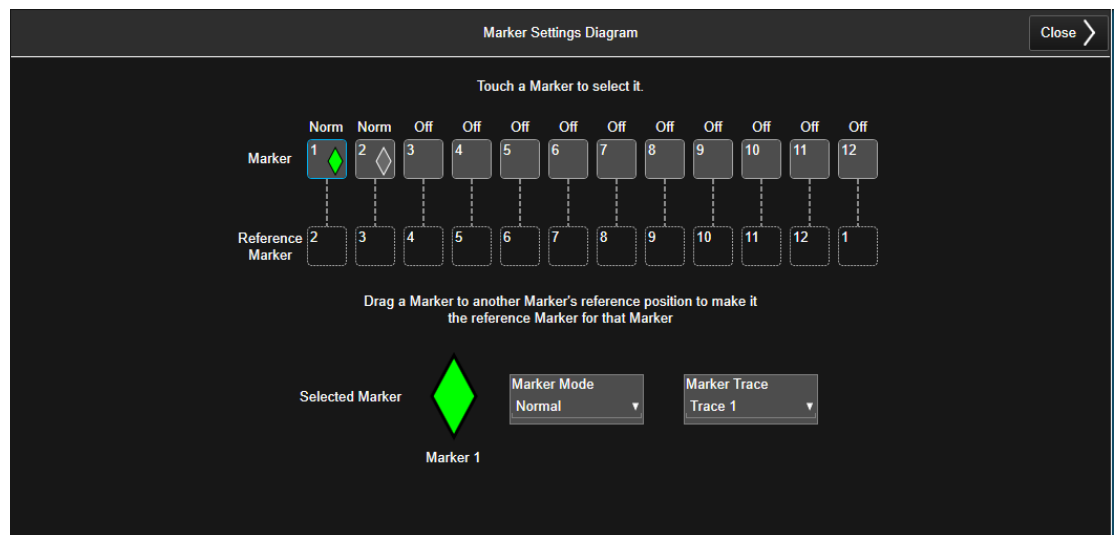 Marker Settings Diagram
Close
Touch a Marker to select it.
Norm Norm Off Off Off Off Off Off Off Off Off Off
Marker 1 2 3 4 5 6 7 8 9 10 11 12
Reference 2 3 4 5 6 7 8 9 10 11 12 1
Marker
Drag a Marker to another Marker's reference position to make it
the reference Marker for that Marker
Selected Marker
Marker Mode
Normal
Marker Trace
Trace 1
Marker 1